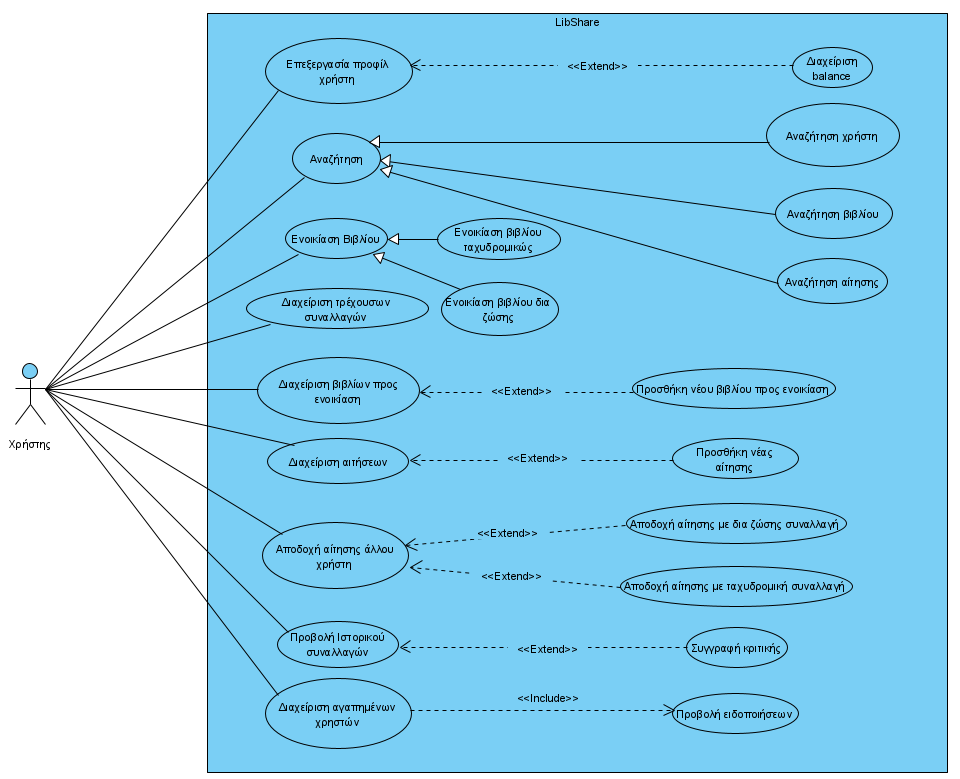 LibShare
Επεξεργασία προφίλ
χρήστη
<<Extend>>
Διαχείριση
balance
Αναζήτηση
Αναζήτηση χρήστη
Αναζήτηση βιβλίου
Αναζήτηση αίτησης
Ενοικίαση Βιβλίου
Ενοικίαση βιβλίου
ταχυδρομικώς
Ενοικίαση βιβλίου δια
ζώσης
Διαχείριση τρέχουσων
συναλλαγών
Χρήστης
Διαχείριση βιβλίων προς
ενοικίαση
<<Extend>>
Προσθήκη νέου βιβλίου προς ενοικίαση
Διαχείριση αιτήσεων
<<Extend>>
Προσθήκη νέας
αίτησης
Αποδοχή αίτησης άλλου
χρήστη
<<Extend>>
Αποδοχή αίτησης με δια ζώσης συναλλαγή
<<Extend>>
Αποδοχή αίτησης με ταχυδρομική συναλλαγή
Προβολή Ιστορικού
συναλλαγών
<<Extend>>
Συγγραφή κριτικής
Διαχείριση αγαπημένων
χρηστών
<<Include>>
Προβολή ειδοποιήσεων